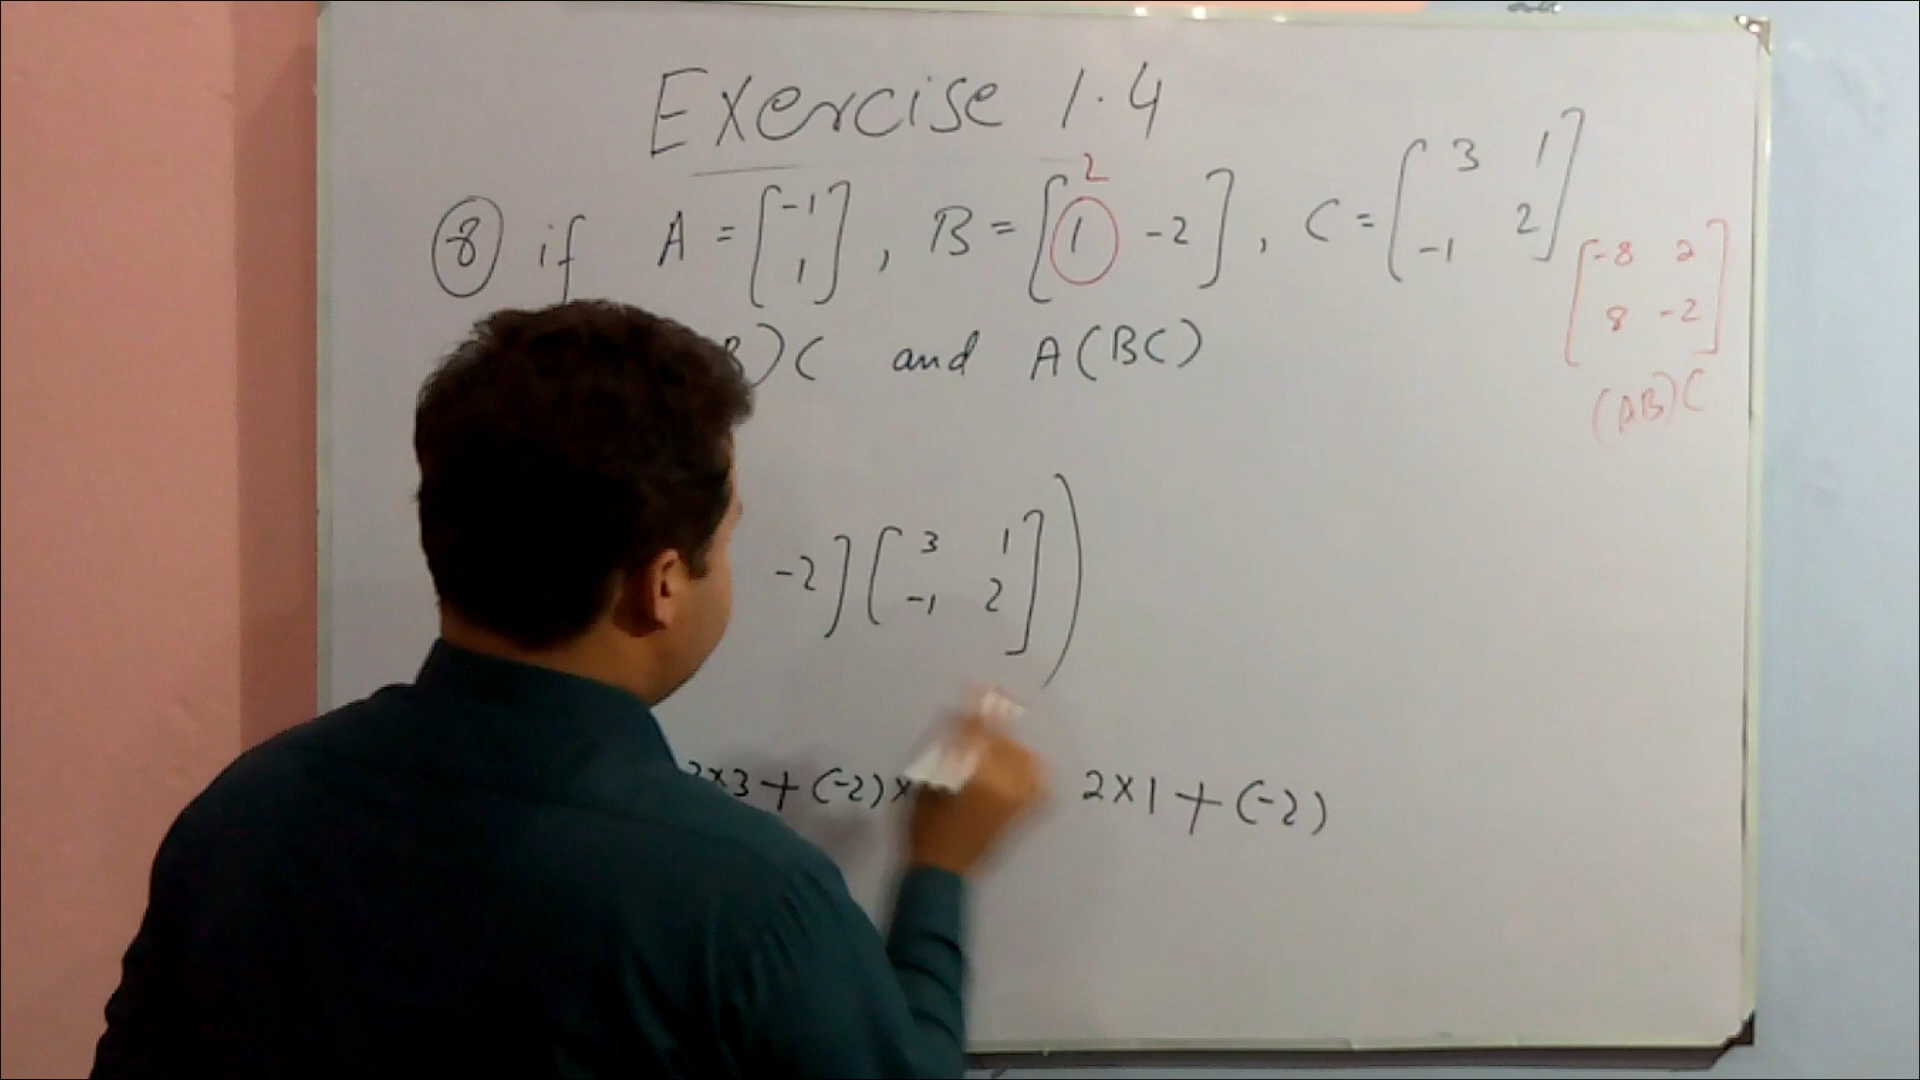 Exercise 1.4
2
⑧ if A = [-1 1], B = [1 -2], C = [3 1 -1 2]
[-8 2
8 -2]
(AB)C
B)C and A(BC)
-2] [3 1
-1 2])
2×3+(-2)× 2×1+(-2)